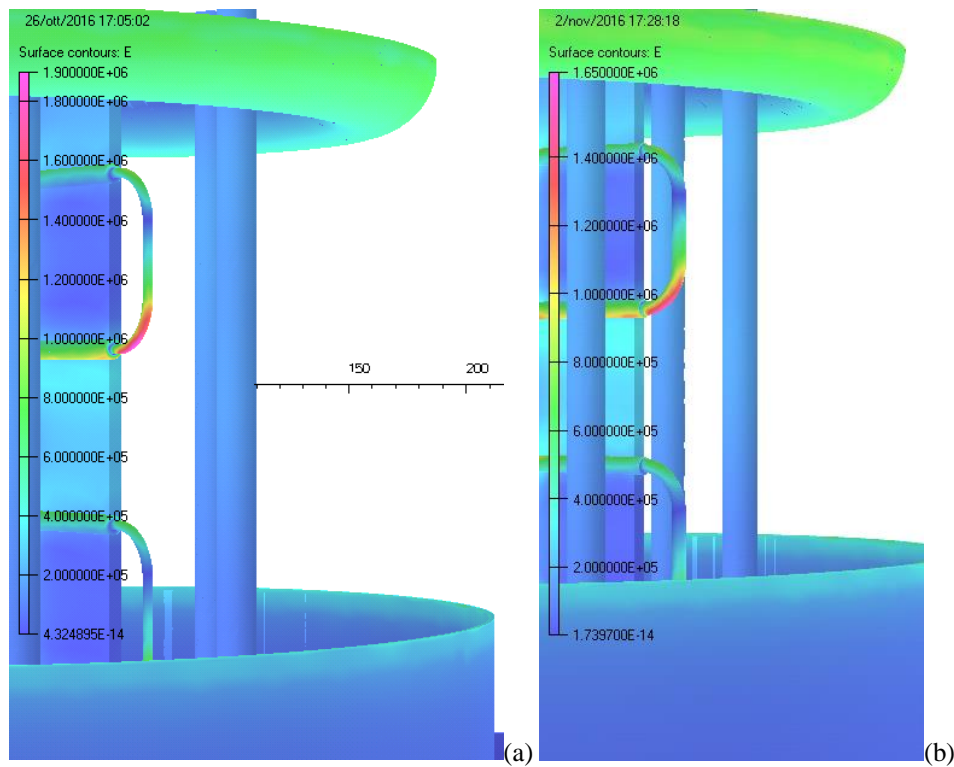 26/ott/2016 17:05:02
Surface contours: E
1.900000E+06
1.800000E+06
1.600000E+06
1.400000E+06
1.200000E+06
1.000000E+06
8.000000E+05
6.000000E+05
4.000000E+05
2.000000E+05
4.324895E-14
150
200
(a)
2/nov/2016 17:28:18
Surface contours: E
1.650000E+06
1.400000E+06
1.200000E+06
1.000000E+06
8.000000E+05
6.000000E+05
4.000000E+05
2.000000E+05
1.739700E-14
(b)